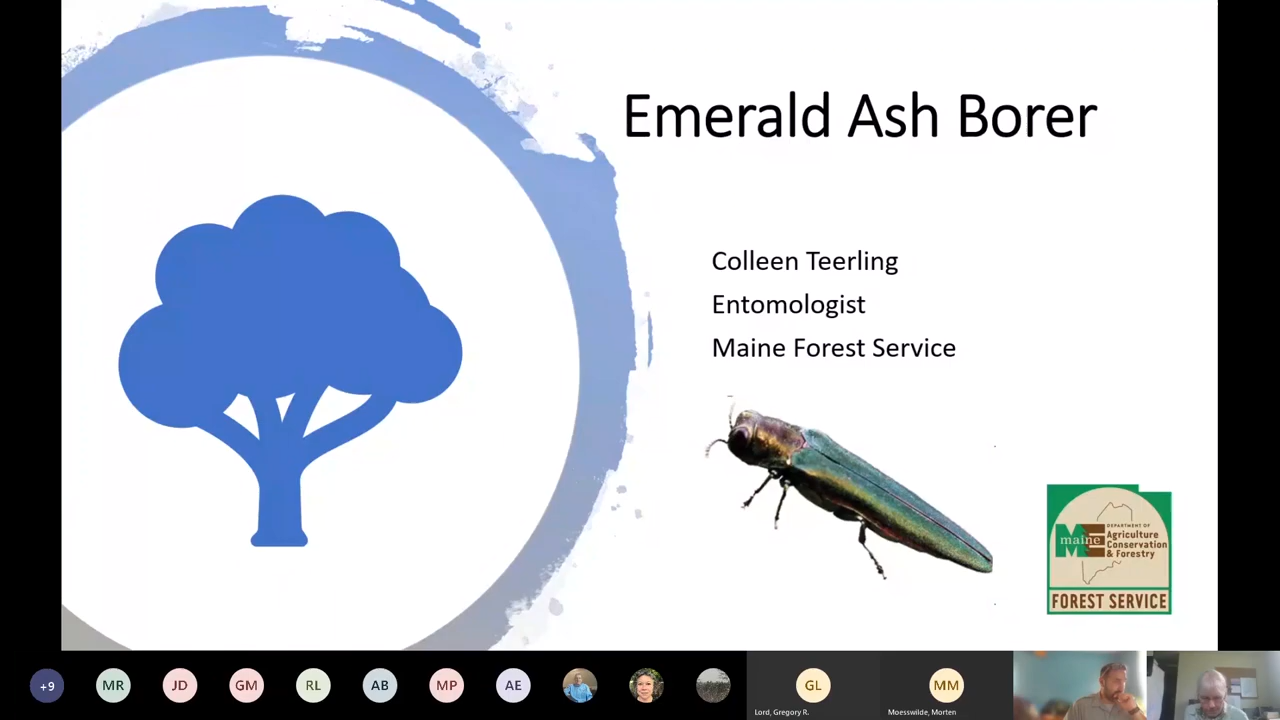 Emerald Ash Borer
Colleen Teerling
Entomologist
Maine Forest Service
maine
DEPARTMENT OF
Agriculture
Conservation
& Forestry
FOREST SERVICE
+9
MR
JD
GM
RL
AB
MP
AE
GL
MM
Lord, Gregory R.
Moesswilde, Morten